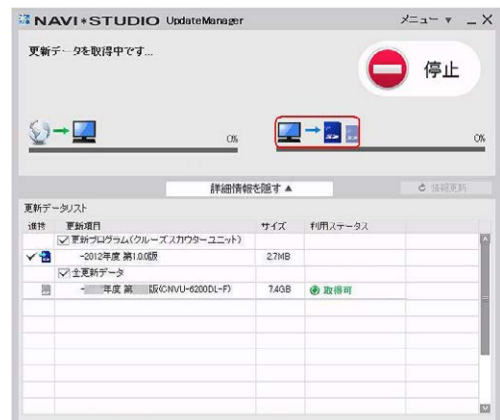 NAVI*STUDIO UpdateManager
メニュー ▼ _ X
更新データを取得中です...
停止
0%
0%
詳細情報を隠す ▲
情報更新
更新データリスト
進捗 更新項目 サイズ 利用ステータス
更新プログラム(クルーズスカウターユニット)
-2012年度 第1.0.0版 2.7MB
全更新データ
- 年度 第 版(CNVU-6200DL-F) 7.4GB 取得可